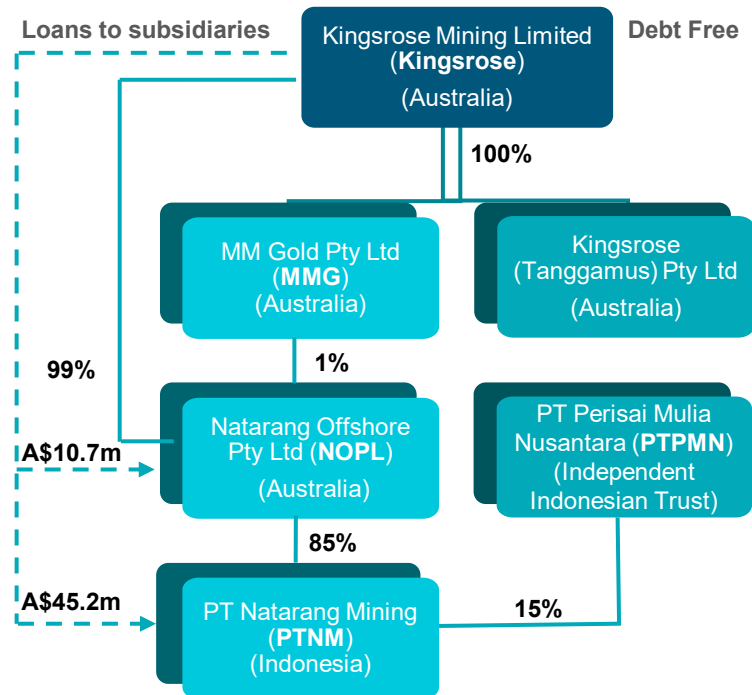 Loans to subsidiaries
Kingsrose Mining Limited
(Kingsrose)
(Australia)
Debt Free
100%
MM Gold Pty Ltd
(MMG)
(Australia)
Kingsrose
(Tanggamus) Pty Ltd
(Australia)
99%
1%
Natarang Offshore
Pty Ltd (NOPL)
(Australia)
PT Perisai Mulia
Nusantara (PTPMN)
(Independent
Indonesian Trust)
A$10.7m
85%
A$45.2m
PT Natarang Mining
(PTNM)
(Indonesia)
15%